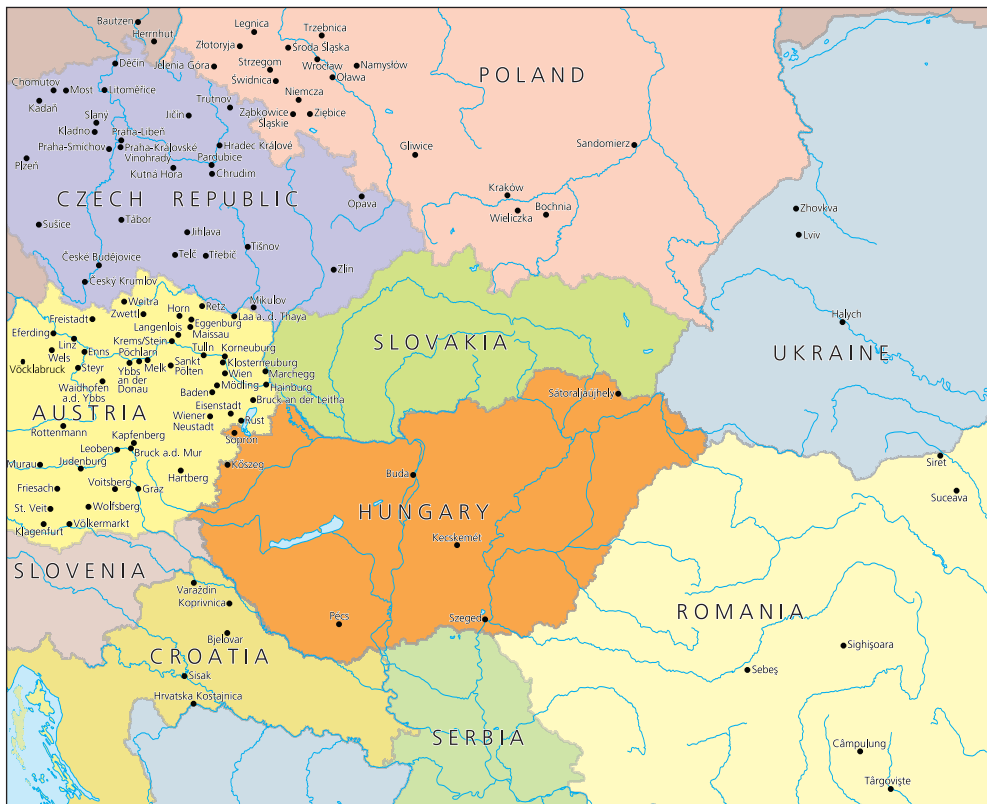 Bautzen
Herrnhut
Legnica
Trzebnica
Złotoryja
Środa Śląska
Děčín
Jelenia Góra
Strzegom
Wrocław
Namysłów
Świdnica
Oława
POLAND
Chomutov
Most
Litoměřice
Niemcza
Kadaň
Trutnov
Ząbkowice
Śląskie
Ziębice
Slaný
Jičín
Kladno
Praha-Libeň
Praha-Smíchov
Praha-Královské
Vinohrady
Hradec Králové
Pardubice
Plzeň
Kutná Hora
Chrudim
Gliwice
Sandomierz
Kraków
Wieliczka
Bochnia
CZECH REPUBLIC
Opava
Zhovkva
Sušice
Tábor
Jihlava
Lviv
Telč
Třebíč
Tišnov
České Budějovice
Zlín
Český Krumlov
Weitra
Retz
Mikulov
Freistadt
Zwettl
Horn
Laa a. d. Thaya
Eggenburg
Langenlois
Maissau
Eferding
Linz
Krems/Stein
Korneuburg
Halych
Wels
Enns
Pöchlarn
Tulln
Klosterneuburg
SLOVAKIA
UKRAINE
Vöcklabruck
Steyr
Ybbs
an der
Donau
Melk
Sankt
Pölten
Wien
Marchegg
Waidhofen
a.d. Ybbs
Mödling
Hainburg
Baden
Bruck an der Leitha
Sátoraljaújhely
AUSTRIA
Eisenstadt
Wiener
Neustadt
Rust
Rottenmann
Sopron
Kapfenberg
Leoben
Bruck a.d. Mur
Murau
Judenburg
Hartberg
Kőszeg
Buda
Siret
Friesach
Voitsberg
Graz
Suceava
St. Veit
Wolfsberg
HUNGARY
Klagenfurt
Völkermarkt
Kecskemét
SLOVENIA
Varaždin
Koprivnica
Pécs
Szeged
ROMANIA
Bjelovar
Sighişoara
CROATIA
Sebeş
Sisak
Hrvatska Kostajnica
SERBIA
Câmpulung
Târgovişte